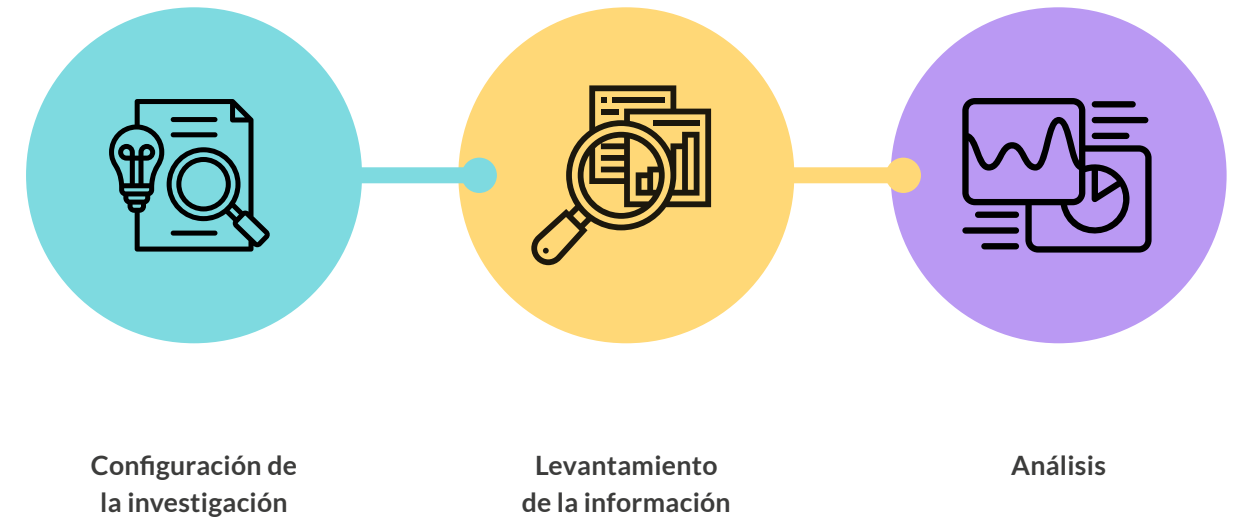 Configuración de
la investigación
Levantamiento
de la información
Análisis